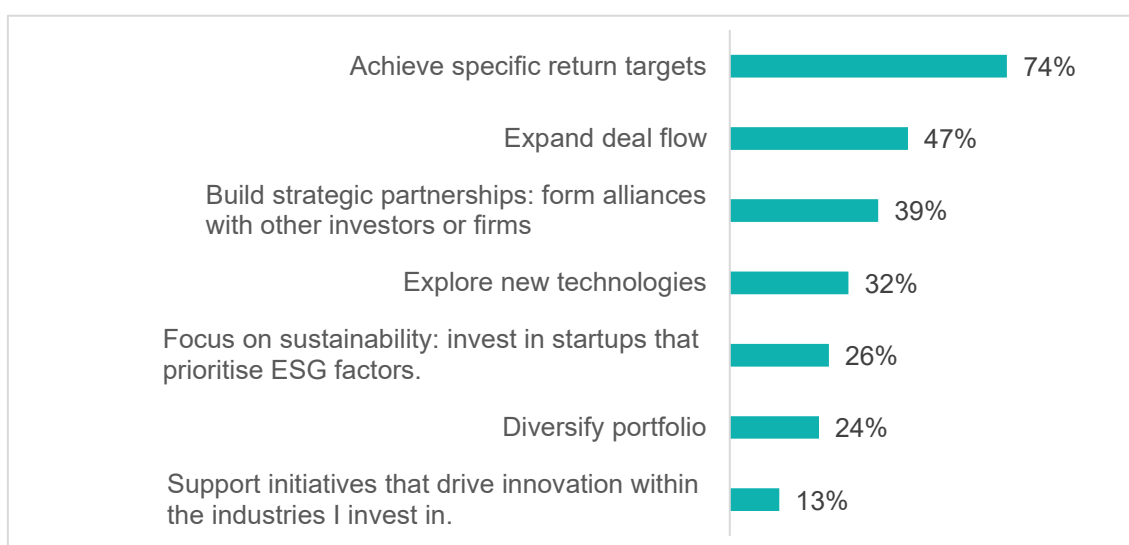 Achieve specific return targets 74%
Expand deal flow 47%
Build strategic partnerships: form alliances
with other investors or firms 39%
Explore new technologies 32%
Focus on sustainability: invest in startups that
prioritise ESG factors. 26%
Diversify portfolio 24%
Support initiatives that drive innovation within
the industries I invest in. 13%